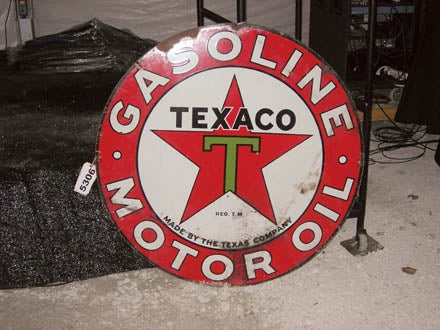 GASOLINE
TEXACO
T
REG. T.M.
MADE BY THE TEXAS COMPANY
· MOTOR OIL ·
5306